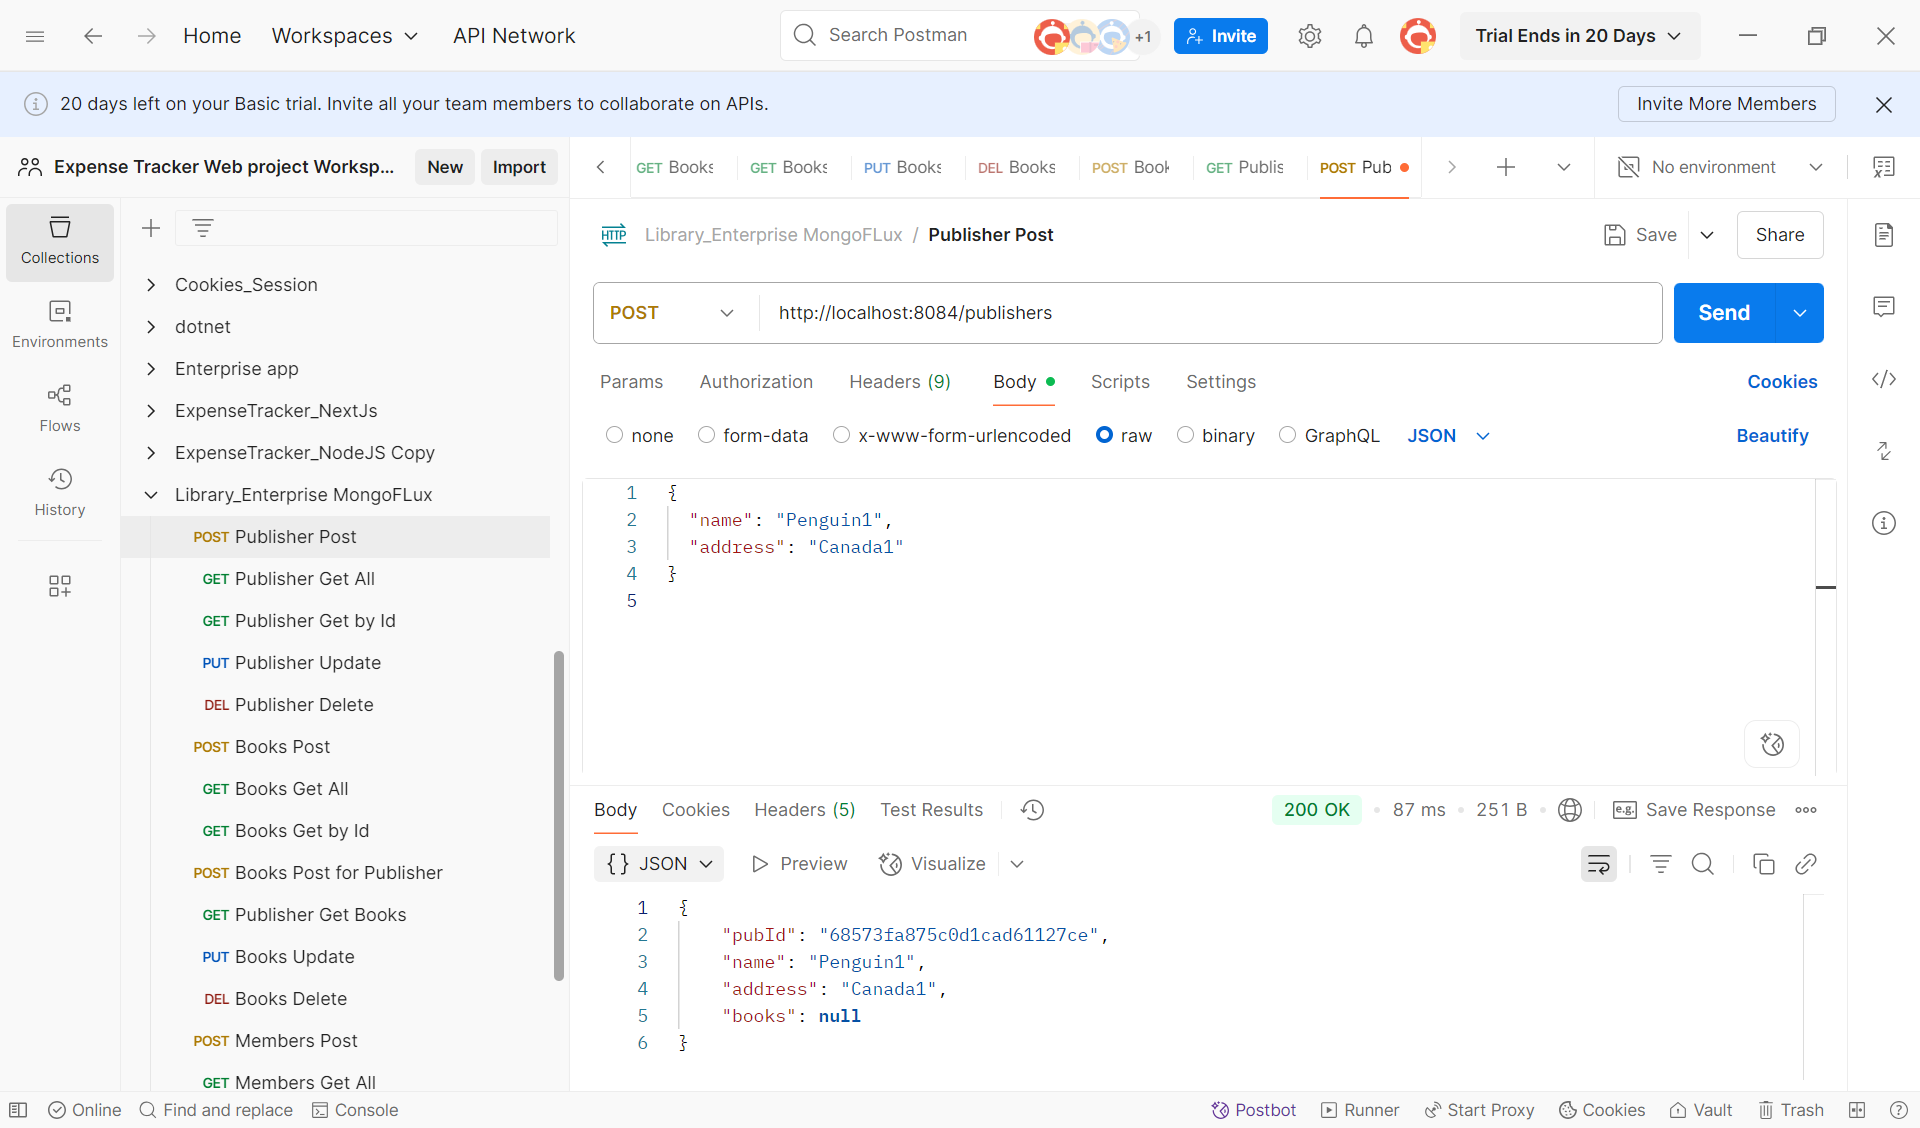 Home Workspaces API Network Search Postman +1 Invite Trial Ends in 20 Days
20 days left on your Basic trial. Invite all your team members to collaborate on APIs. Invite More Members
Expense Tracker Web project Worksp... New Import
GET Books GET Books PUT Books DEL Books POST Book GET Publis POST Pub No environment
Collections
Environments
Flows
History
Cookies_Session
dotnet
Enterprise app
ExpenseTracker_NextJs
ExpenseTracker_NodeJS Copy
Library_Enterprise MongoFLux
POST Publisher Post
GET Publisher Get All
GET Publisher Get by Id
PUT Publisher Update
DEL Publisher Delete
POST Books Post
GET Books Get All
GET Books Get by Id
POST Books Post for Publisher
GET Publisher Get Books
PUT Books Update
DEL Books Delete
POST Members Post
GET Members Get All
HTTP Library_Enterprise MongoFLux / Publisher Post Save Share
POST http://localhost:8084/publishers Send
Params Authorization Headers (9) Body Scripts Settings Cookies
none form-data x-www-form-urlencoded raw binary GraphQL JSON Beautify
1 {
2 "name": "Penguin1",
3 "address": "Canada1"
4 }
5
Body Cookies Headers (5) Test Results 200 OK 87 ms 251 B e.g. Save Response
{} JSON Preview Visualize
1 {
2 "pubId": "68573fa875c0d1cad61127ce",
3 "name": "Penguin1",
4 "address": "Canada1",
5 "books": null
6 }
Online Find and replace Console Postbot Runner Start Proxy Cookies Vault Trash